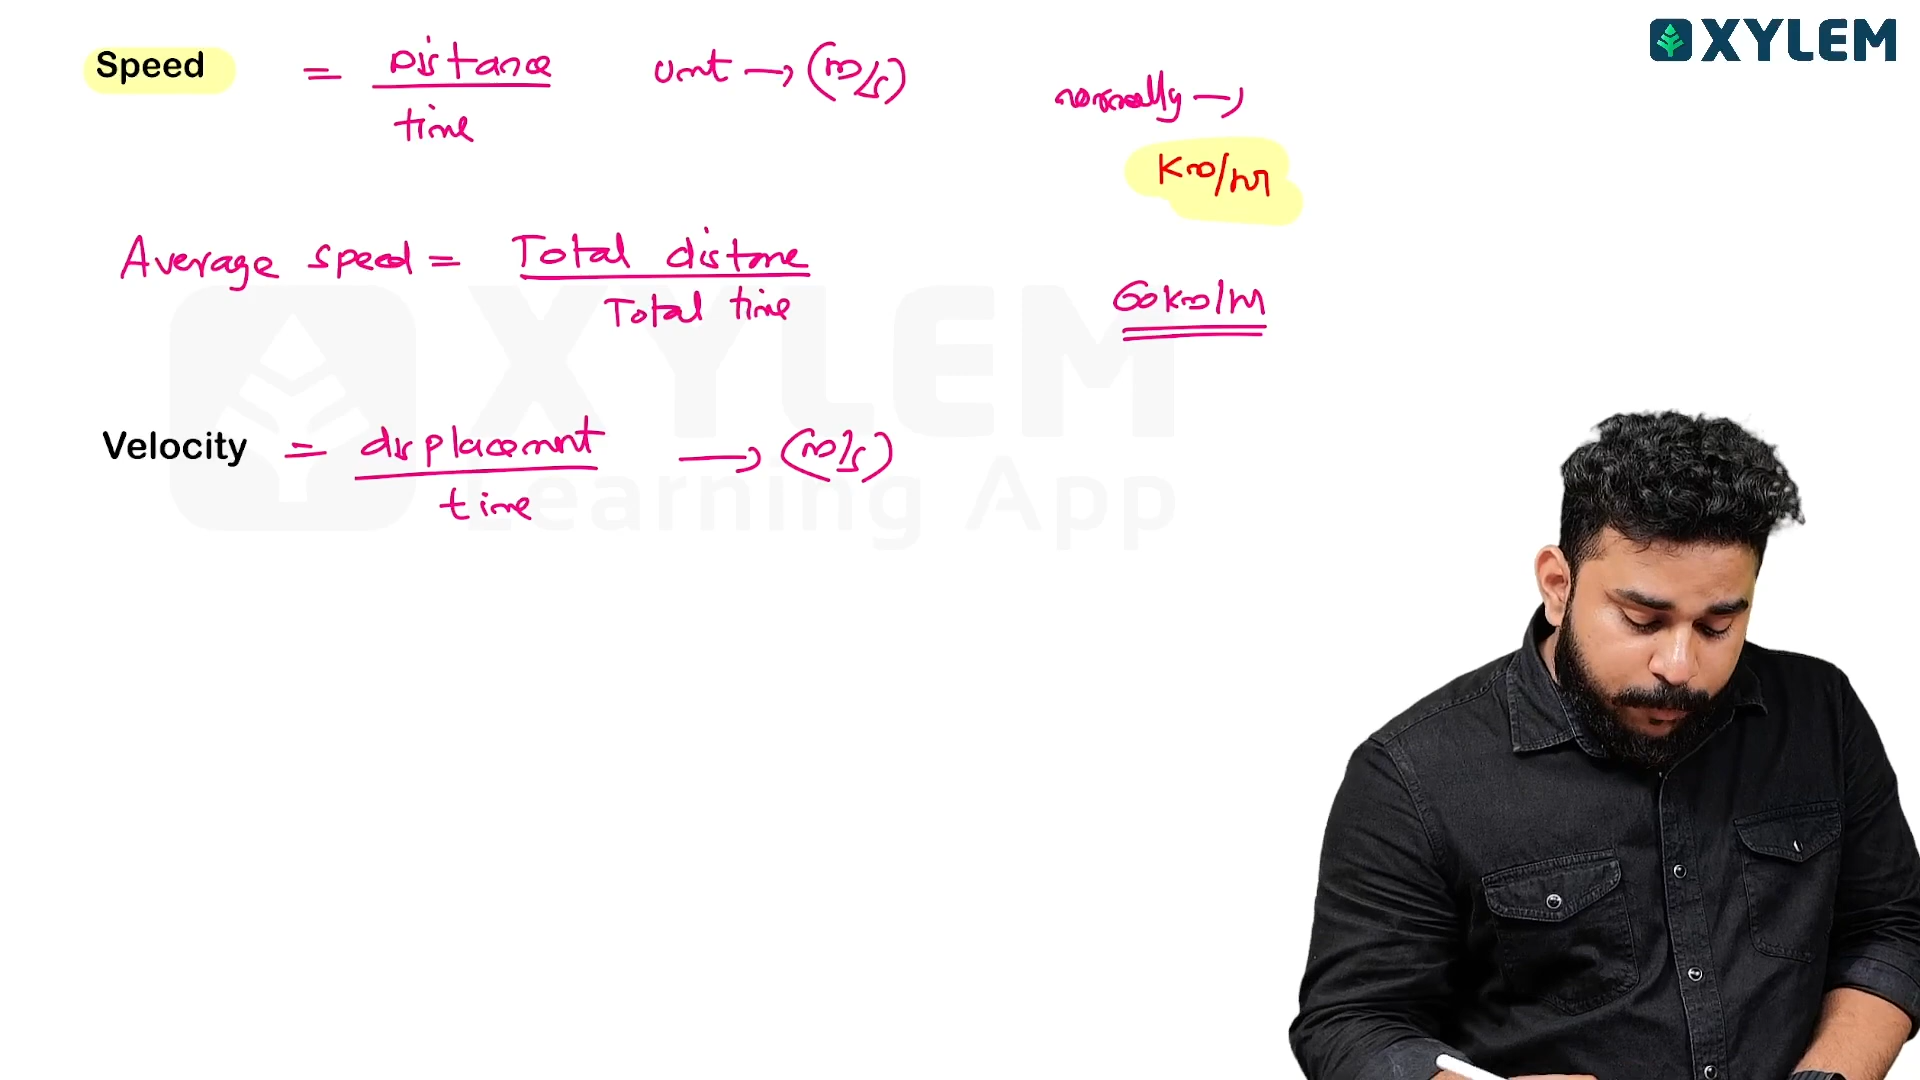 XYLEM
Speed = Distance / time unit → (m/s)
normally →
Km/hr
Average speed = Total distance / Total time
60Km/hr
Velocity = displacement / time → (m/s)
XYLEM
Learning App